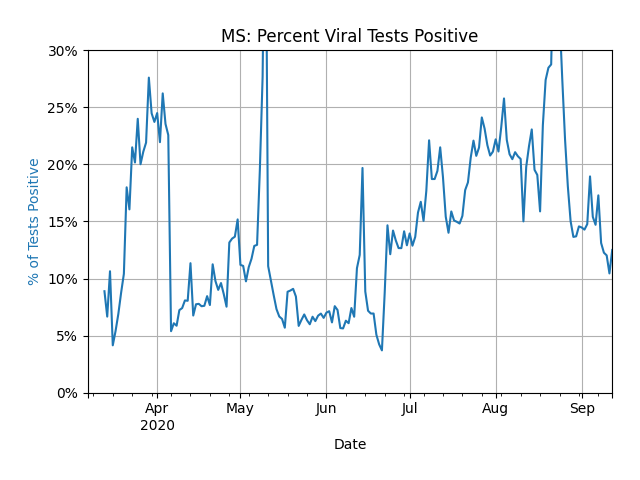 MS: Percent Viral Tests Positive
30%
25%
20%
15%
10%
5%
0%
% of Tests Positive
Apr May Jun Jul Aug Sep
2020
Date